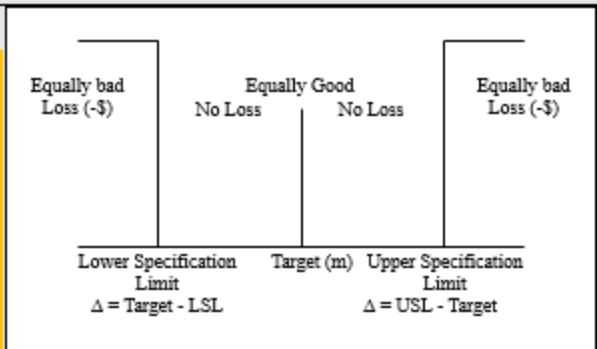 Equally bad
Loss (-$)
Equally Good
No Loss
No Loss
Equally bad
Loss (-$)
Lower Specification
Limit
Δ = Target - LSL
Target (m)
Upper Specification
Limit
Δ = USL - Target